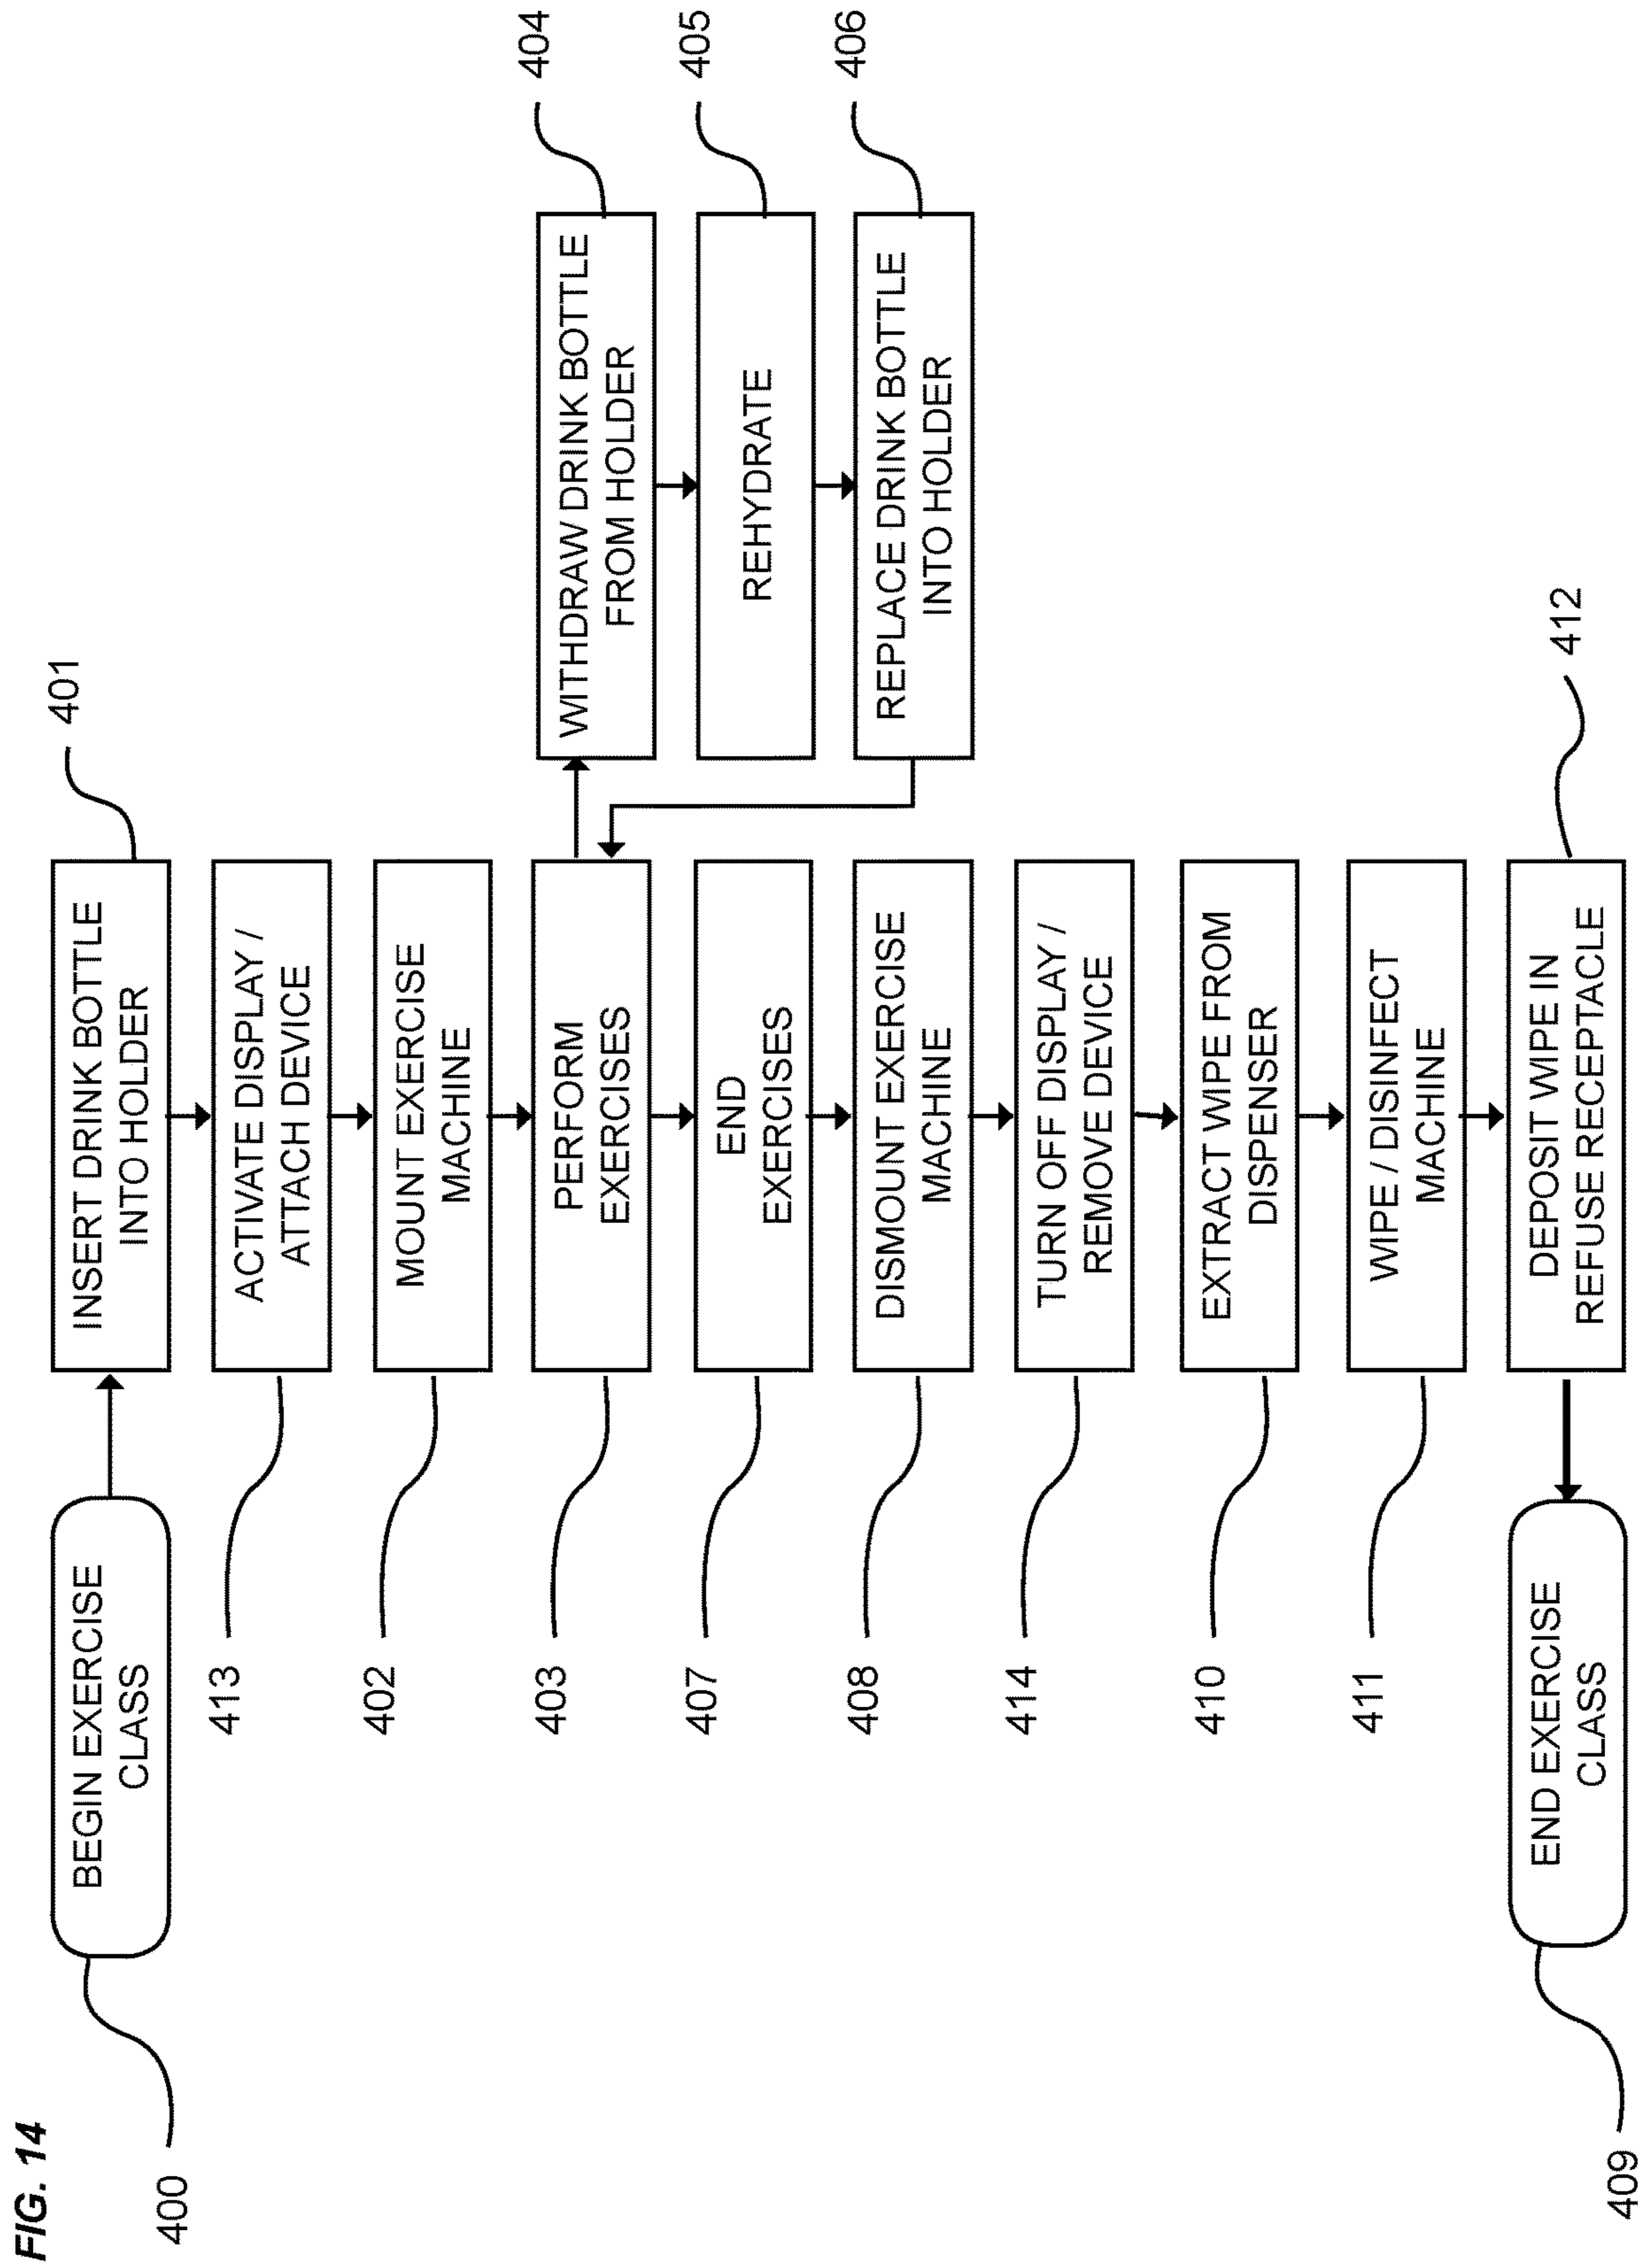 FIG. 14
400
BEGIN EXERCISE
CLASS
INSERT DRINK BOTTLE
INTO HOLDER
401
413
ACTIVATE DISPLAY /
ATTACH DEVICE
402
MOUNT EXERCISE
MACHINE
403
PERFORM
EXERCISES
WITHDRAW DRINK BOTTLE
FROM HOLDER
404
REHYDRATE
405
REPLACE DRINK BOTTLE
INTO HOLDER
406
407
END
EXERCISES
408
DISMOUNT EXERCISE
MACHINE
414
TURN OFF DISPLAY /
REMOVE DEVICE
410
EXTRACT WIPE FROM
DISPENSER
411
WIPE / DISINFECT
MACHINE
DEPOSIT WIPE IN
REFUSE RECEPTACLE
412
END EXERCISE
CLASS
409